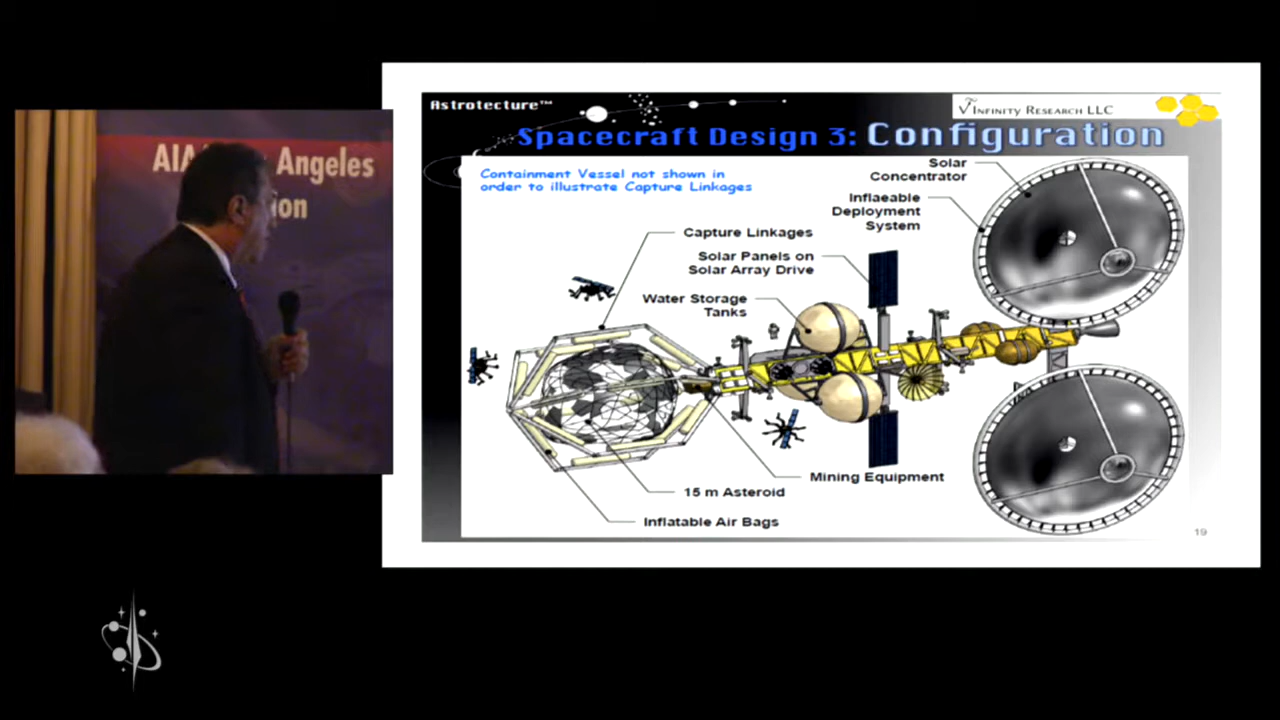 AIA Angeles
ion
Astrotecture™
INFINITY RESEARCH LLC
Spacecraft Design 3: Configuration
Containment Vessel not shown in
order to illustrate Capture Linkages
Solar
Concentrator
Inflaeable
Deployment
System
Capture Linkages
Solar Panels on
Solar Array Drive
Water Storage
Tanks
Mining Equipment
15 m Asteroid
Inflatable Air Bags
19